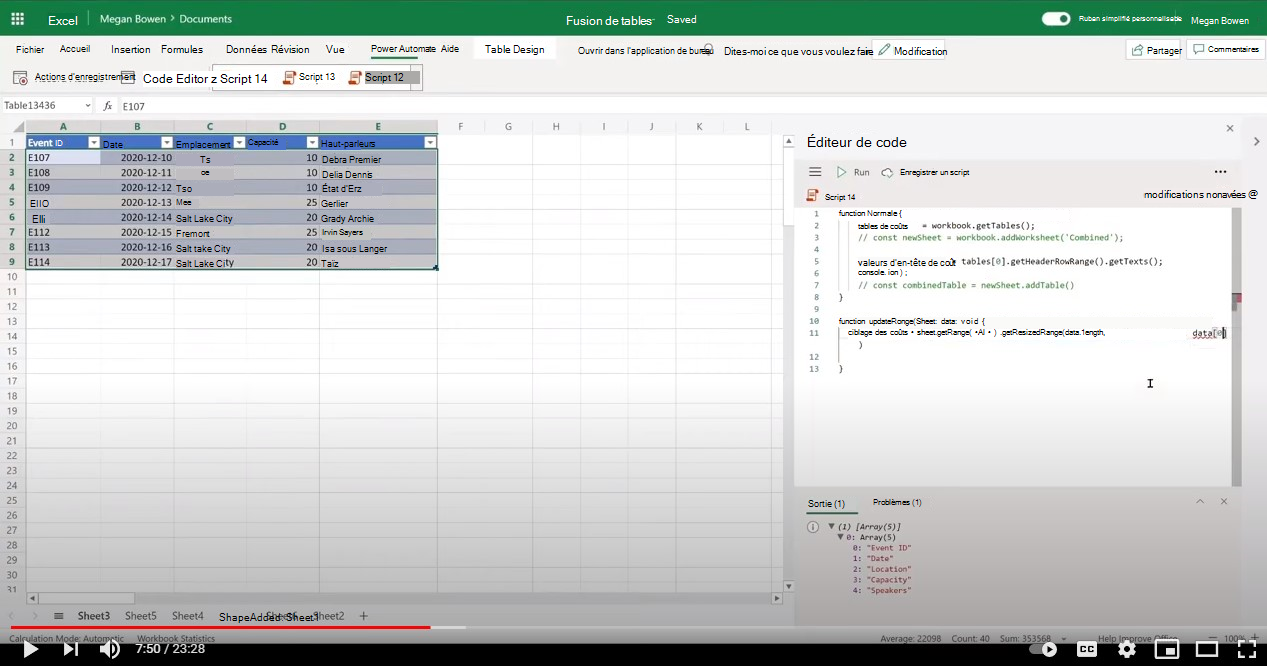 Excel Megan Bowen > Documents Fusion de tables Saved Ruban simplifié personnalisable Megan Bowen
Fichier Accueil Insertion Formules Données Révision Vue Power Automate Aide Table Design Ouvrir dans l'application de bureau Dites-moi ce que vous voulez faire Modification Partager Commentaires
Actions d'enregistrement Code Editor z Script 14 Script 13 Script 12
Table13436 fx E107
A B C D E F G H I J K L
1 Event ID Date Emplacement Capacité Haut-parleurs
2 E107 2020-12-10 Ts 10 Debra Premier
3 E108 2020-12-11 oe 10 Delia Dennis
4 E109 2020-12-12 Tso 10 État d'Erz
5 EIIO 2020-12-13 Mee 25 Gerlier
6 Elli 2020-12-14 Salt Lake City 20 Grady Archie
7 E112 2020-12-15 Fremont 25 Irvin Sayers
8 E113 2020-12-16 Salt take City 20 Isa sous Langer
9 E114 2020-12-17 Salt Lake City 20 Taïz
10
11
12
13
14
15
16
17
18
19
20
21
22
23
24
25
26
27
28
29
30
31
Sheet3 Sheet5 Sheet4 ShapeAdded: Sheet1 Sheet2 +
Calculation Mode: Automatic Workbook Statistics Average: 22098 Count: 40 Sum: 353568 Help Improve Office 100%
Éditeur de code
Run Enregistrer un script ...
Script 14 modifications nonavées @
1 function Normale {
2 tables de coûts = workbook.getTables();
3 // const newSheet = workbook.addWorksheet('Combined');
4
5 valeurs d'en-tête de coût tables[0].getHeaderRowRange().getTexts();
6 console. ion ) ;
7 // const combinedTable = newSheet.addTable()
8 }
9
10 function updateRange(Sheet: data: void {
11 ciblage des coûts • sheet.getRange( •AI • ) .getResizedRange(data.1ength, data[0]
)
12
13 }
Sortie (1) Problèmes (1)
(1) [Array(5)]
0: Array(5)
0: "Event ID"
1: "Date"
2: "Location"
3: "Capacity"
4: "Speakers"
7:50 / 23:28 CC